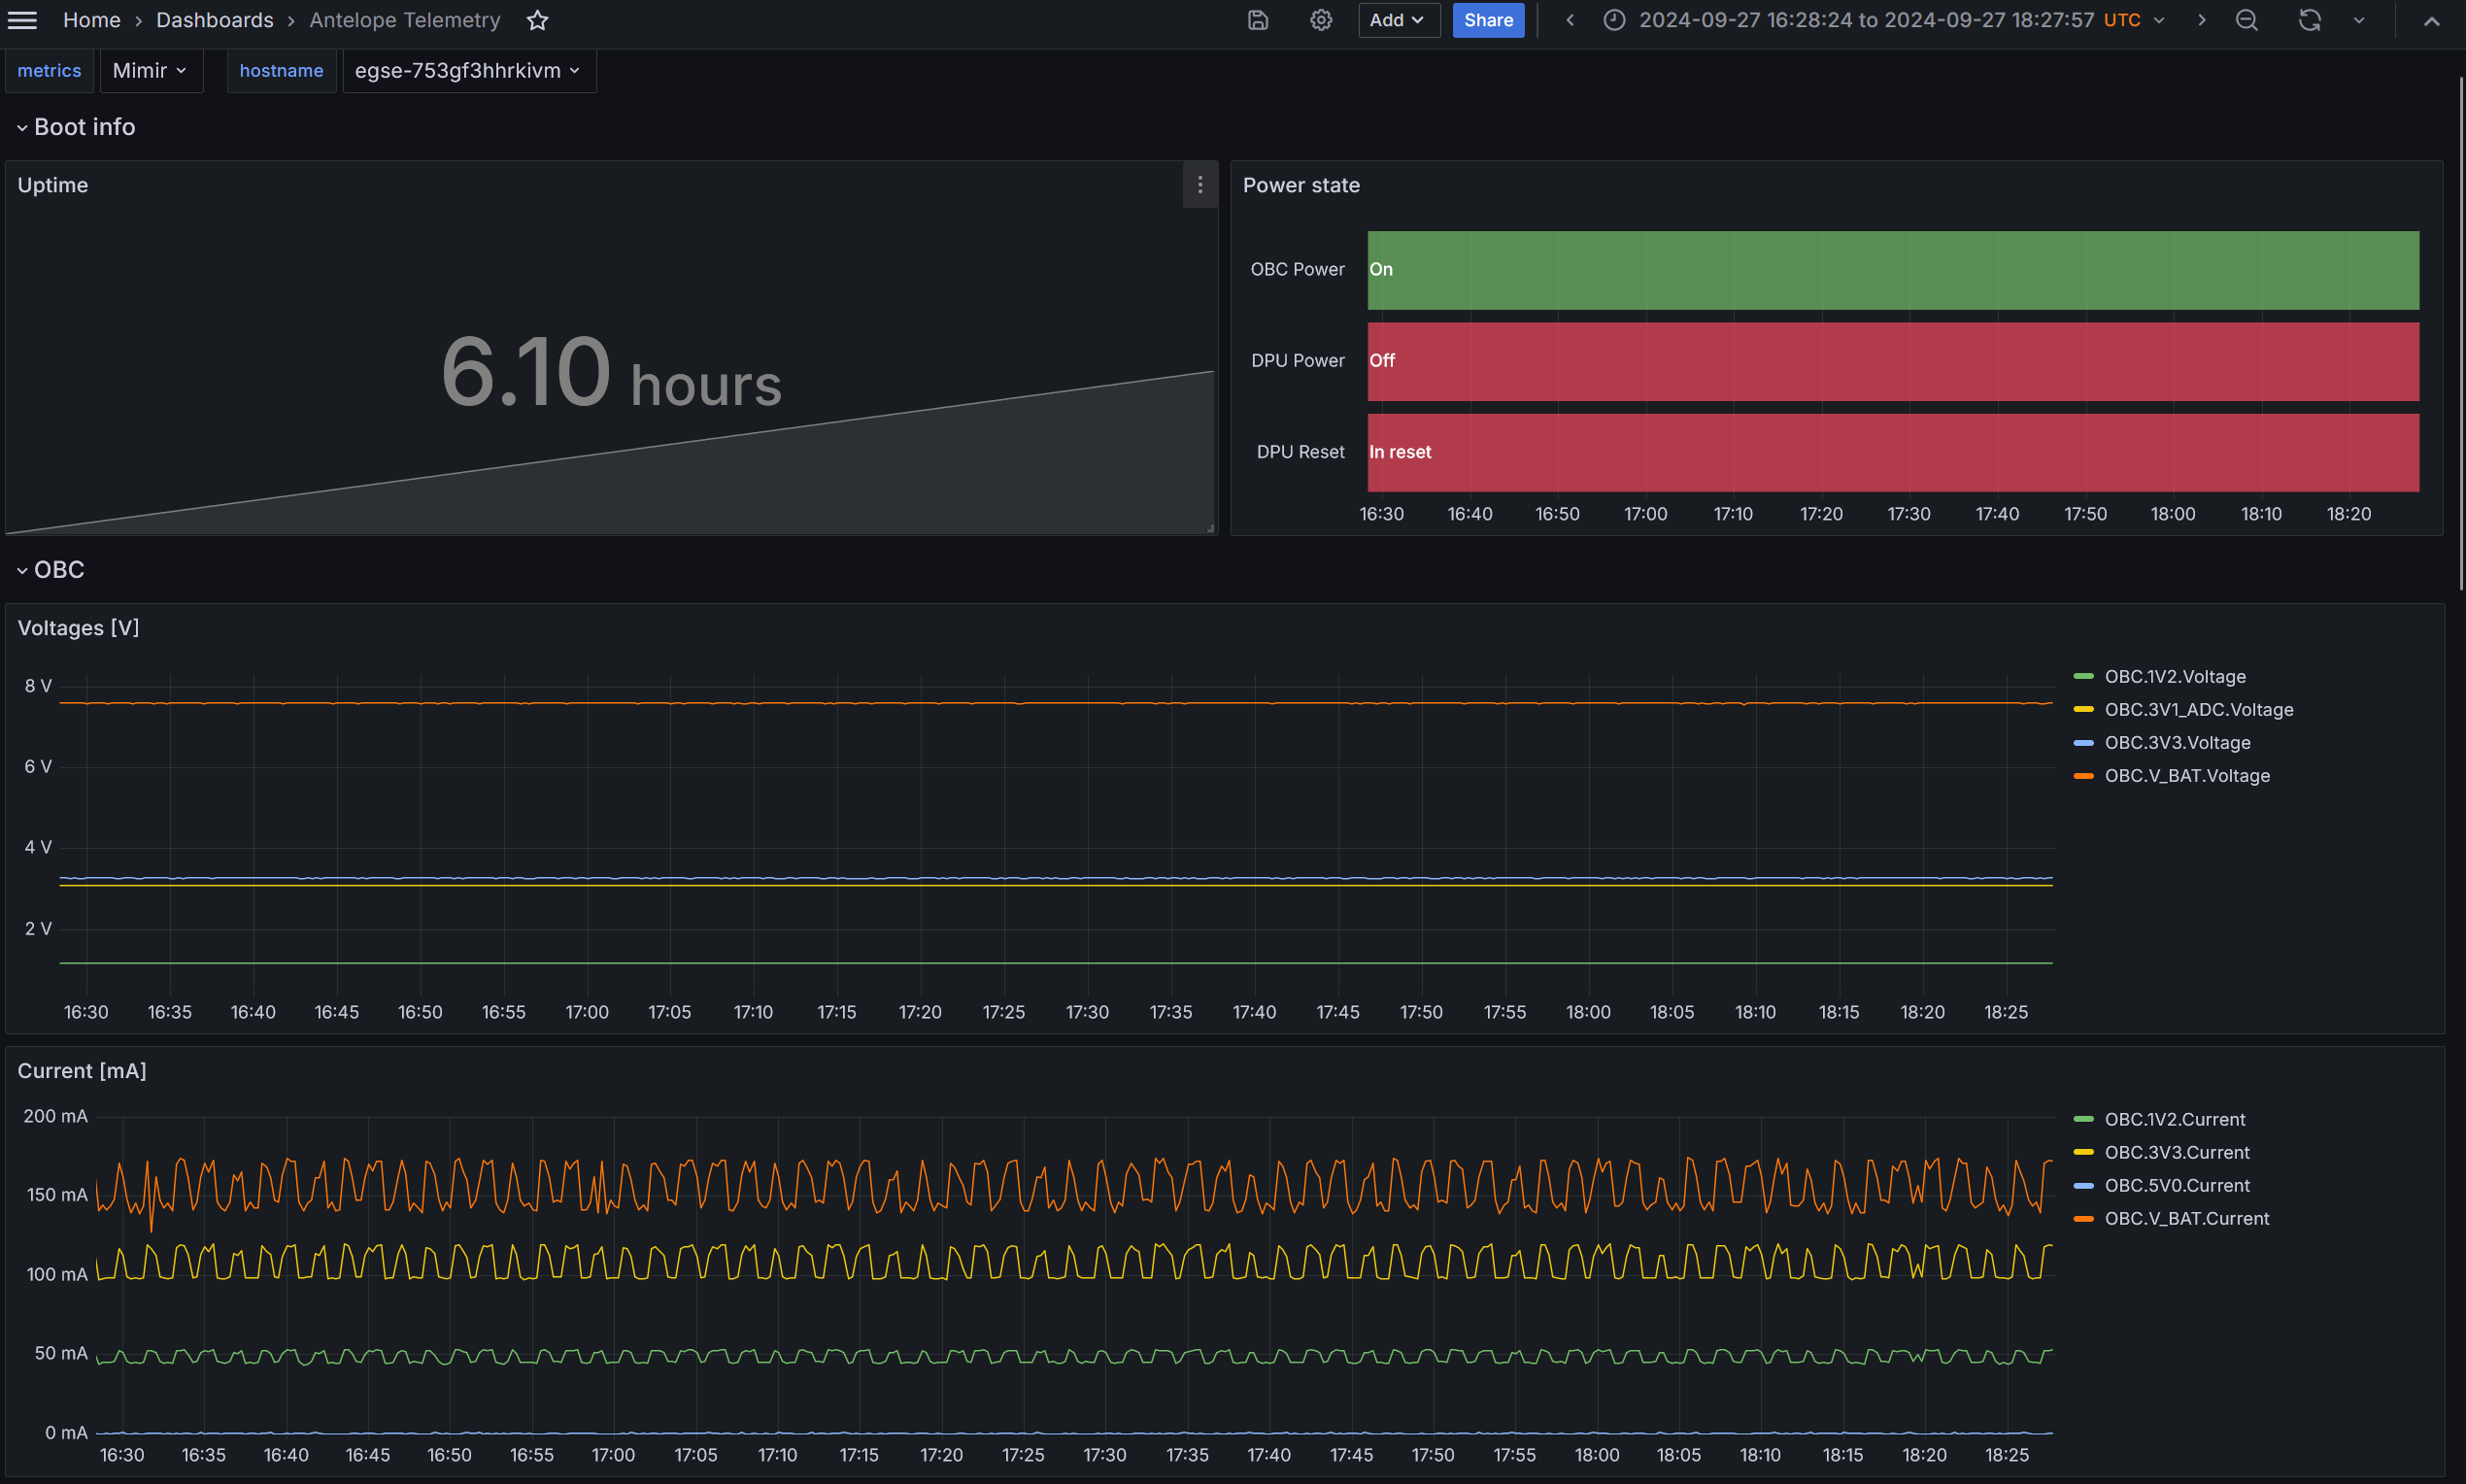 Home › Dashboards › Antelope Telemetry
Add
Share
2024-09-27 16:28:24 to 2024-09-27 18:27:57 UTC
metrics Mimir hostname egse-753gf3hhrkivm
Boot info
Uptime
6.10 hours
Power state
OBC Power On
DPU Power Off
DPU Reset In reset
16:30 16:40 16:50 17:00 17:10 17:20 17:30 17:40 17:50 18:00 18:10 18:20
OBC
Voltages [V]
8 V
6 V
4 V
2 V
16:30 16:35 16:40 16:45 16:50 16:55 17:00 17:05 17:10 17:15 17:20 17:25 17:30 17:35 17:40 17:45 17:50 17:55 18:00 18:05 18:10 18:15 18:20 18:25
OBC.1V2.Voltage
OBC.3V1_ADC.Voltage
OBC.3V3.Voltage
OBC.V_BAT.Voltage
Current [mA]
200 mA
150 mA
100 mA
50 mA
0 mA
16:30 16:35 16:40 16:45 16:50 16:55 17:00 17:05 17:10 17:15 17:20 17:25 17:30 17:35 17:40 17:45 17:50 17:55 18:00 18:05 18:10 18:15 18:20 18:25
OBC.1V2.Current
OBC.3V3.Current
OBC.5V0.Current
OBC.V_BAT.Current